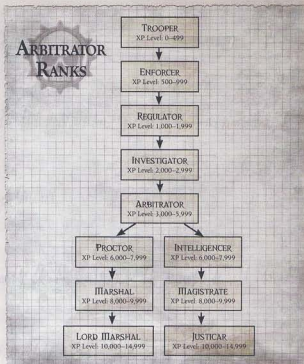 ARBITRATOR
RANKS
TROOPER
XP Level: 0–499
ENFORCER
XP Level: 500–999
REGULATOR
XP Level: 1,000–1,999
INVESTIGATOR
XP Level: 2,000–2,999
ARBITRATOR
XP Level: 3,000–5,999
PROCTOR
XP Level: 6,000–7,999
INTELLIGENCER
XP Level: 6,000–7,999
MARSHAL
XP Level: 8,000–9,999
MAGISTRATE
XP Level: 8,000–9,999
LORD MARSHAL
XP Level: 10,000–14,999
JUSTICAR
XP Level: 10,000–14,999